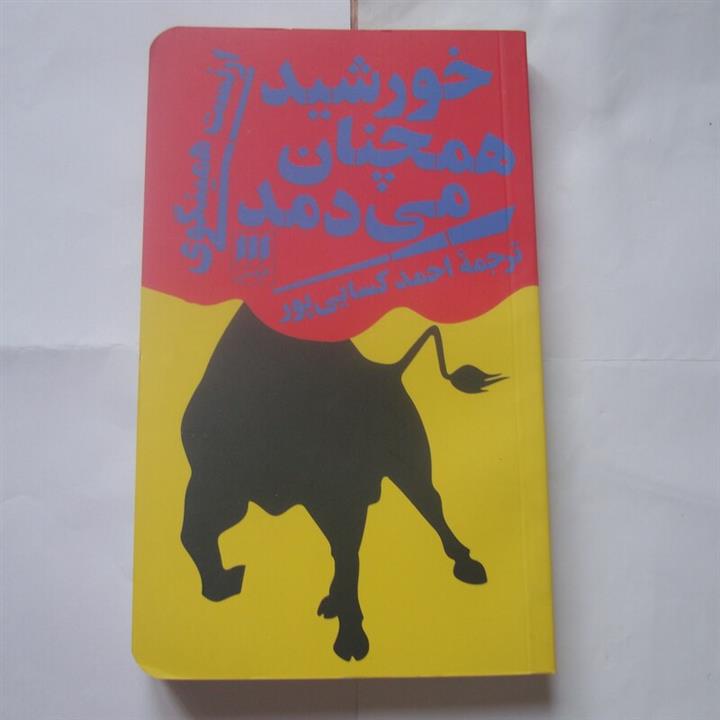 خورشید
همچنان
می‌دمد
ارنست همینگوی
ترجمهٔ احمد کسایی‌پور